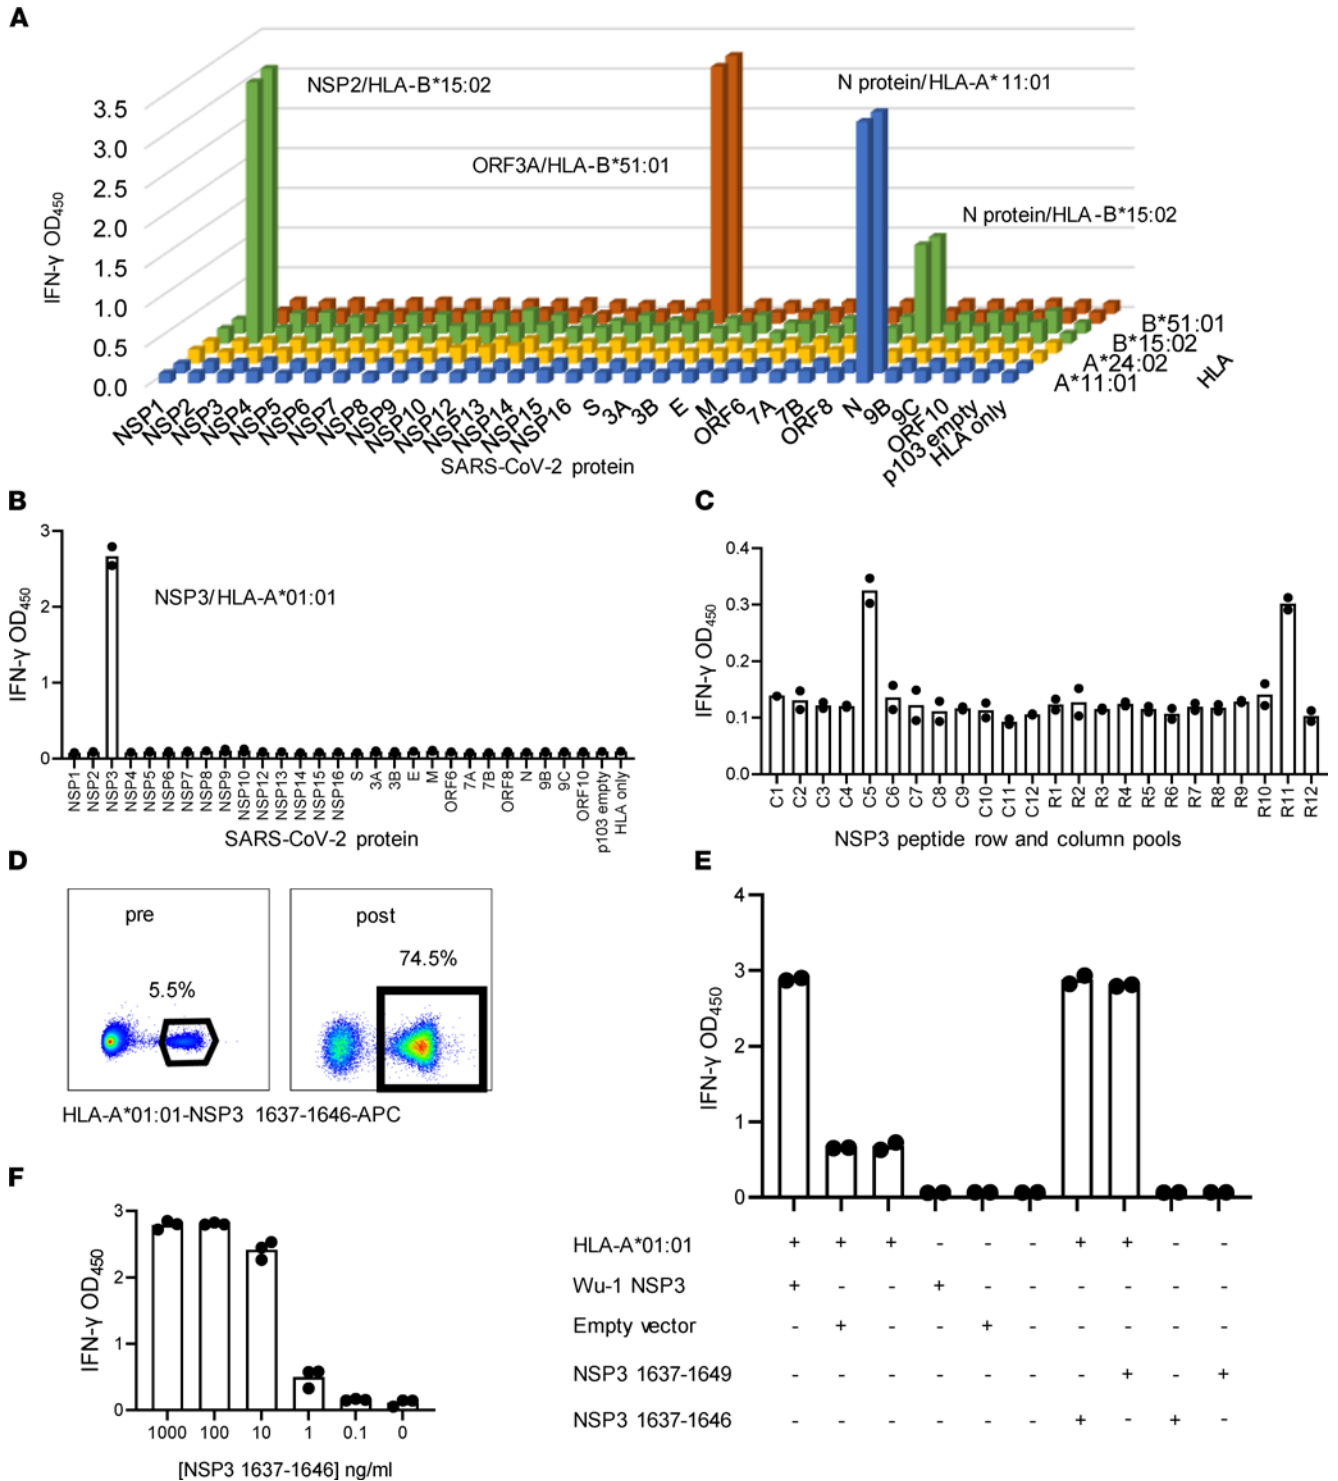 A
NSP2/HLA-B*15:02
N protein/HLA-A*11:01
ORF3A/HLA-B*51:01
N protein/HLA-B*15:02
IFN-γ OD450
3.5
3.0
2.5
2.0
1.5
1.0
0.5
0.0
B*51:01
B*15:02
A*24:02
A*11:01
HLA
NSP1
NSP2
NSP3
NSP4
NSP5
NSP6
NSP7
NSP8
NSP9
NSP10
NSP12
NSP13
NSP14
NSP15
NSP16
S
3A
3B
E
M
ORF6
7A
7B
ORF8
N
9B
9C
ORF10
p103 empty
HLA only
SARS-CoV-2 protein
B
IFN-γ OD450
3
2
1
0
NSP3/HLA-A*01:01
NSP1
NSP2
NSP3
NSP4
NSP5
NSP6
NSP7
NSP8
NSP9
NSP10
NSP12
NSP13
NSP14
NSP15
NSP16
S
3A
3B
E
M
ORF6
7A
7B
ORF8
N
9B
9C
ORF10
p103 empty
HLA only
SARS-CoV-2 protein
C
IFN-γ OD450
0.4
0.3
0.2
0.1
0.0
C1
C2
C3
C4
C5
C6
C7
C8
C9
C10
C11
C12
R1
R2
R3
R4
R5
R6
R7
R8
R9
R10
R11
R12
NSP3 peptide row and column pools
D
pre
5.5%
post
74.5%
HLA-A*01:01-NSP3 1637-1646-APC
E
IFN-γ OD450
4
3
2
1
0
HLA-A*01:01 + + + - - - + + - -
Wu-1 NSP3 + - - + - - - - - -
Empty vector - + - - + - - - - -
NSP3 1637-1649 - - - - - - - + - +
NSP3 1637-1646 - - - - - - + - + -
F
IFN-γ OD450
3
2
1
0
1000 100 10 1 0.1 0
[NSP3 1637-1646] ng/ml